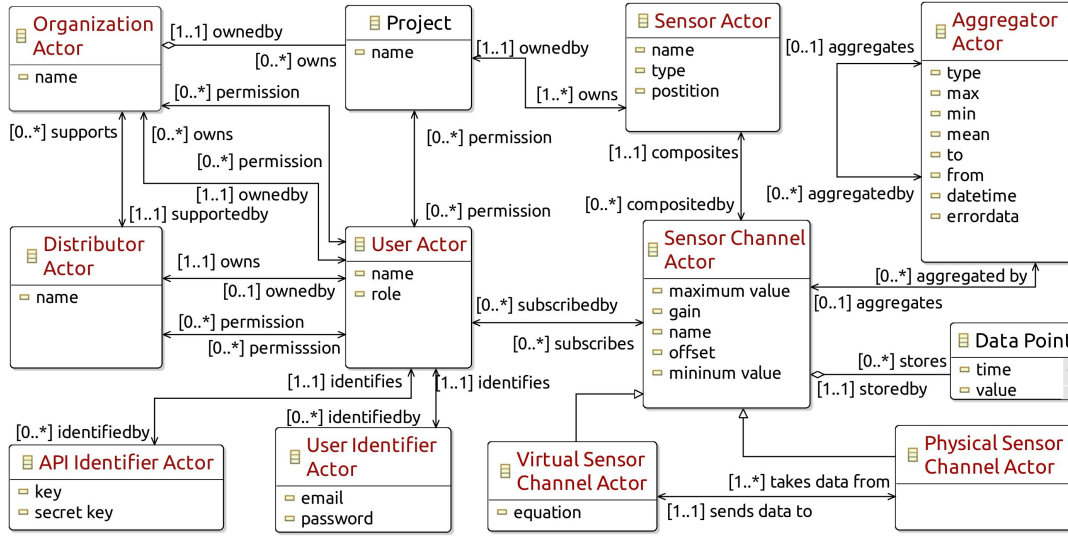 Organization
Actor
name
[1..1] ownedby
[0..*] owns
Project
name
[1..1] ownedby
[1..*] owns
Sensor Actor
name
type
postition
[0..1] aggregates
[0..*] aggregatedby
Aggregator
Actor
type
max
min
mean
to
from
datetime
errordata
[0..*] permission
[0..*] supports
[0..*] owns
[0..*] permission
[1..1] ownedby
[1..1] supportedby
[0..*] permission
[0..*] permission
[1..1] composites
[0..*] compositedby
Distributor
Actor
name
[1..1] owns
[0..1] ownedby
[0..*] permission
[0..*] permisssion
User Actor
name
role
[0..*] subscribedby
[0..*] subscribes
Sensor Channel
Actor
maximum value
gain
name
offset
mininum value
[0..*] aggregated by
[0..1] aggregates
[0..*] stores
[1..1] storedby
Data Point
time
value
[1..1] identifies
[1..1] identifies
[0..*] identifiedby
[0..*] identifiedby
API Identifier Actor
key
secret key
User Identifier
Actor
email
password
Virtual Sensor
Channel Actor
equation
[1..*] takes data from
[1..1] sends data to
Physical Sensor
Channel Actor